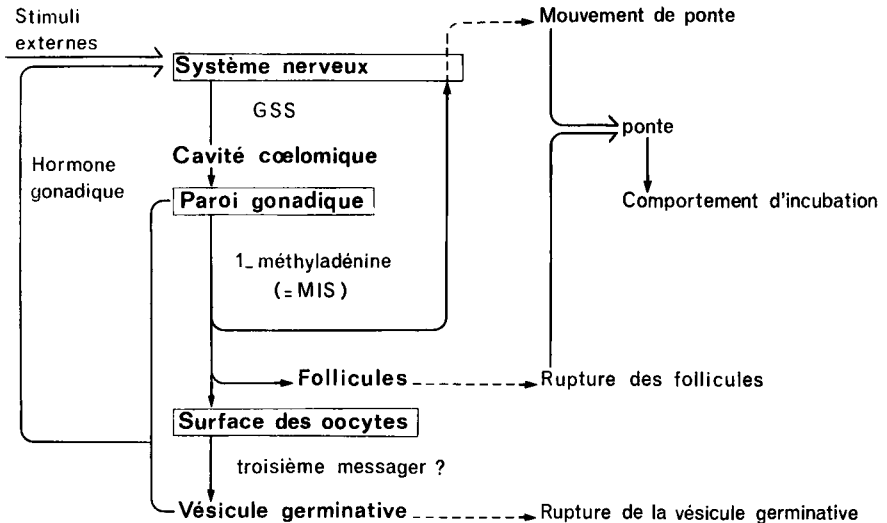 Stimuli
externes
Mouvement de ponte
Système nerveux
GSS
Cavité cœlomique
ponte
Hormone
gonadique
Paroi gonadique
Comportement d'incubation
1_méthyladénine
(=MIS)
Follicules
Rupture des follicules
Surface des oocytes
troisième messager ?
Vésicule germinative
Rupture de la vésicule germinative